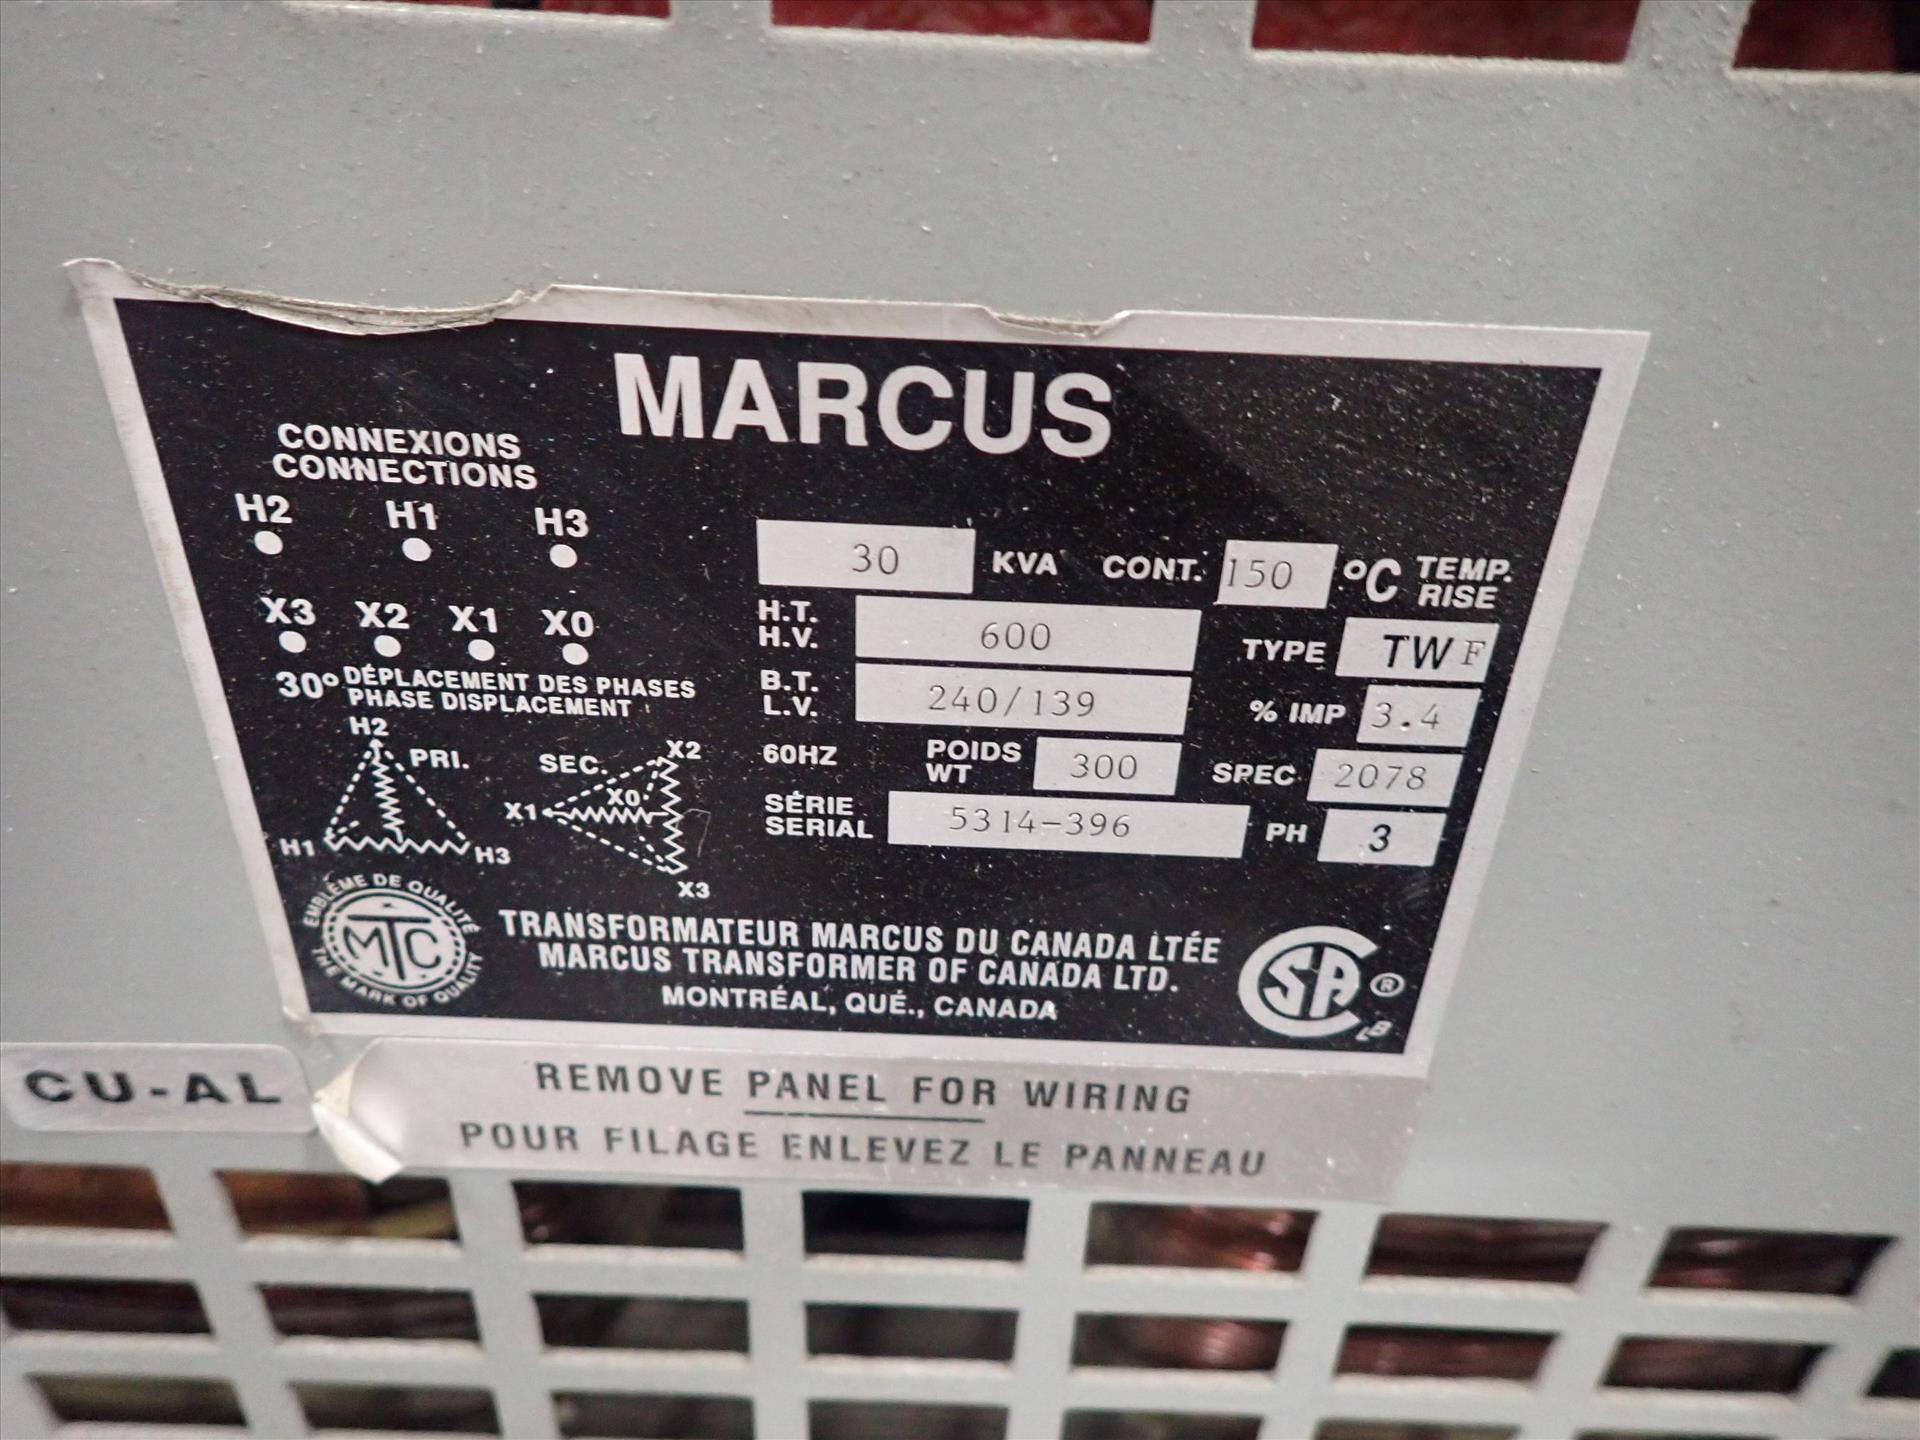 MARCUS
CONNEXIONS
CONNECTIONS
H2 H1 H3
X3 X2 X1 X0
30° DÉPLACEMENT DES PHASES
PHASE DISPLACEMENT
H2
PRI.
H1
H3
SEC.
X2
X0
X1
X3
30 KVA CONT. 150 °C TEMP. RISE
H.T.
H.V. 600
TYPE TW F
B.T.
L.V. 240/139
% IMP 3.4
60HZ
POIDS
WT 300
SPEC 2078
SÉRIE
SERIAL 5314-396
PH 3
EMBLÈME DE QUALITÉ
MTC
THE MARK OF QUALITY
TRANSFORMATEUR MARCUS DU CANADA LTÉE
MARCUS TRANSFORMER OF CANADA LTD.
MONTRÉAL, QUÉ., CANADA
CSA ®
LB
CU-AL
REMOVE PANEL FOR WIRING
POUR FILAGE ENLEVEZ LE PANNEAU